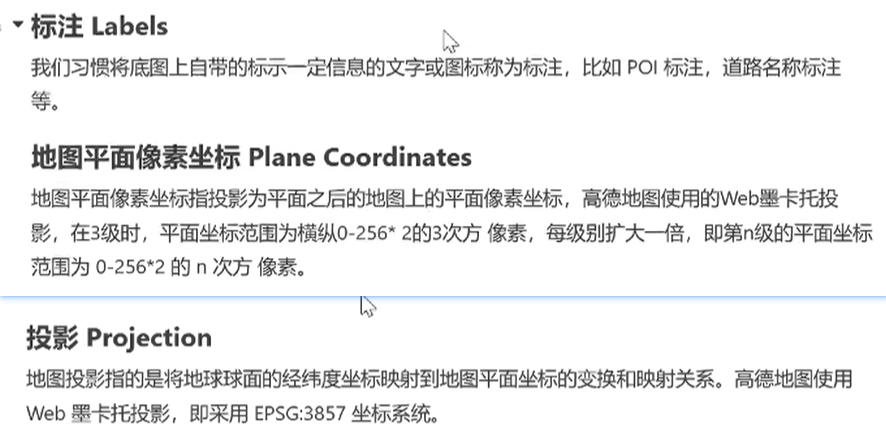 标注 Labels
我们习惯将底图上自带的标示一定信息的文字或图标称为标注，比如 POI 标注，道路名称标注
等。
地图平面像素坐标 Plane Coordinates
地图平面像素坐标指投影为平面之后的地图上的平面像素坐标，高德地图使用的Web墨卡托投
影，在3级时，平面坐标范围为横纵0-256* 2的3次方 像素，每级别扩大一倍，即第n级的平面坐标
范围为 0-256*2 的 n 次方 像素。
投影 Projection
地图投影指的是将地球球面的经纬度坐标映射到地图平面坐标的变换和映射关系。高德地图使用
Web 墨卡托投影，即采用 EPSG:3857 坐标系统。